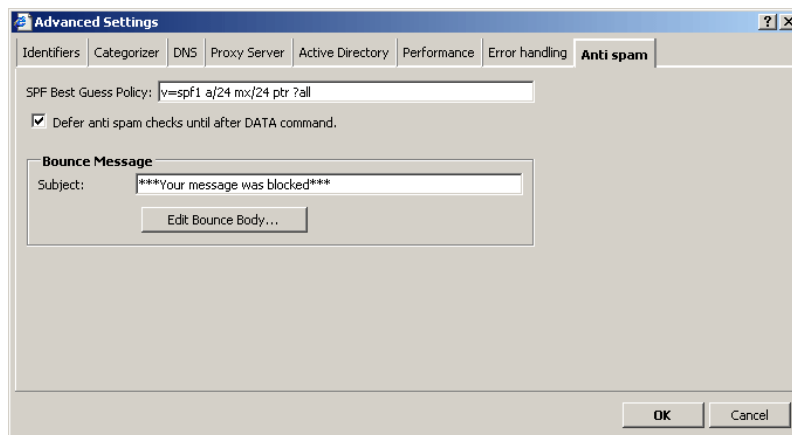 Advanced Settings
Identifiers Categorizer DNS Proxy Server Active Directory Performance Error handling Anti spam
SPF Best Guess Policy: v=spf1 a/24 mx/24 ptr ?all
Defer anti spam checks until after DATA command.
Bounce Message
Subject: ***Your message was blocked***
Edit Bounce Body...
OK Cancel